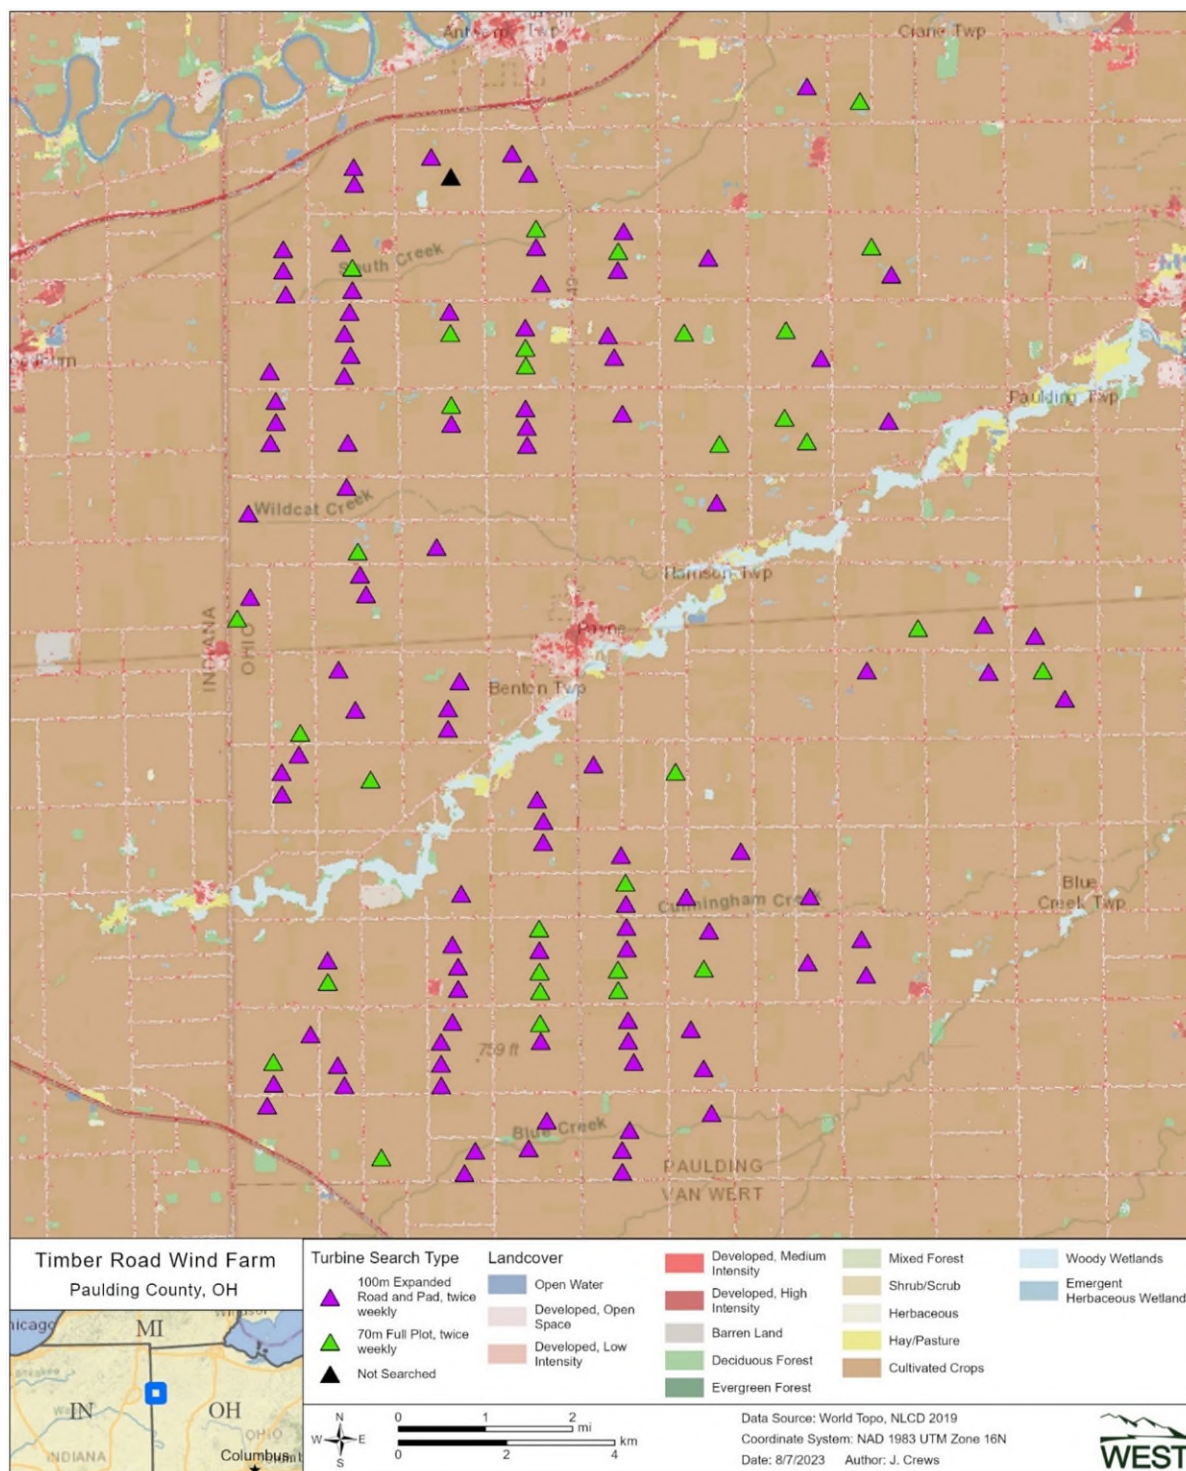 Antwerp Twp
Crane Twp
South Creek
49
Paulding Twp
Wildcat Creek
Harrison Twp
INDIANA
OHIO
Payne
Benton Twp
Cunningham Creek
Blue
Creek Twp
759 ft
Blue Creek
PAULDING
VAN WERT
Timber Road Wind Farm
Paulding County, OH
Turbine Search Type
100m Expanded
Road and Pad, twice
weekly
70m Full Plot, twice
weekly
Not Searched
Landcover
Open Water
Developed, Open
Space
Developed, Low
Intensity
Developed, Medium
Intensity
Developed, High
Intensity
Barren Land
Deciduous Forest
Evergreen Forest
Mixed Forest
Shrub/Scrub
Herbaceous
Hay/Pasture
Cultivated Crops
Woody Wetlands
Emergent
Herbaceous Wetland
hicago
MI
IN
OH
OHIO
INDIANA
Columbus
N
W E
S
0 1 2
mi
km
0 2 4
Data Source: World Topo, NLCD 2019
Coordinate System: NAD 1983 UTM Zone 16N
Date: 8/7/2023 Author: J. Crews
WEST